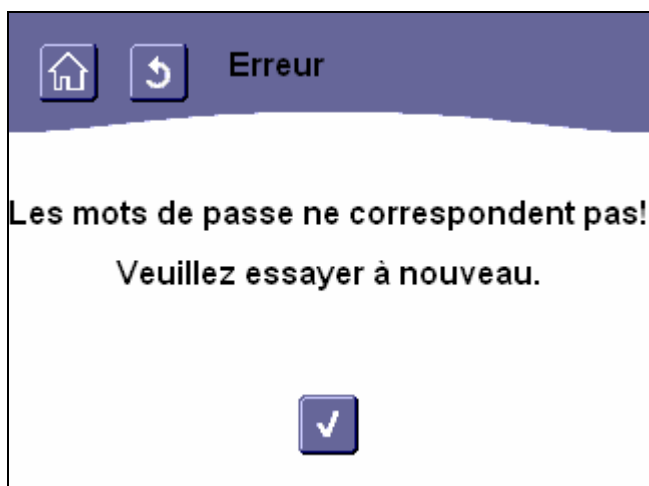 Erreur
Les mots de passe ne correspondent pas!
Veuillez essayer à nouveau.